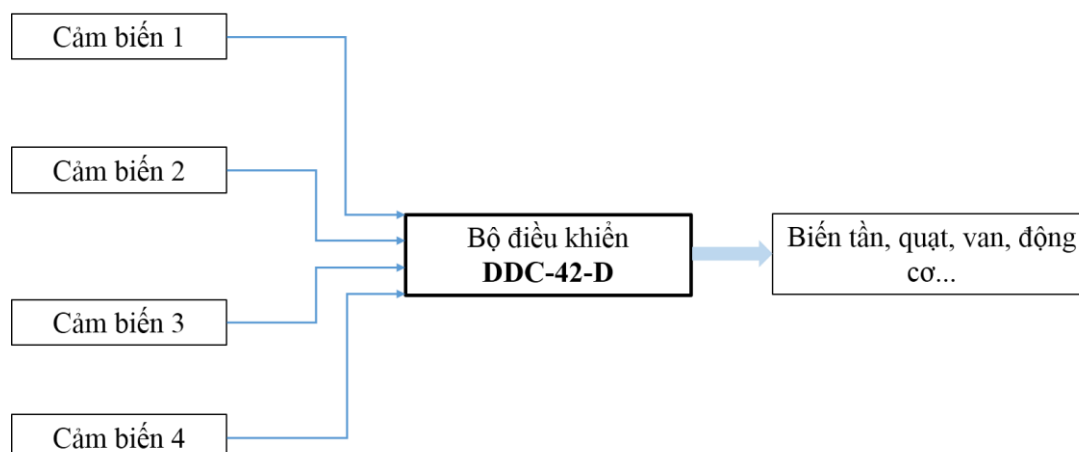 Cảm biến 1
Cảm biến 2
Bộ điều khiển
DDC-42-D
Biến tần, quạt, van, động
cơ...
Cảm biến 3
Cảm biến 4